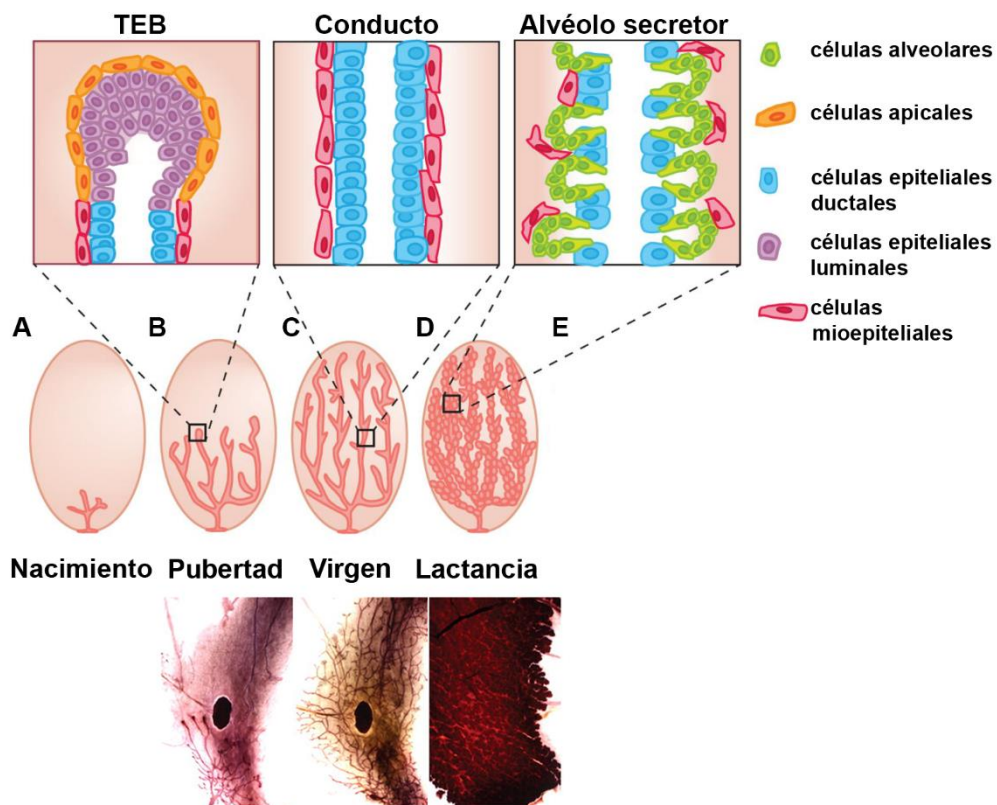 TEB
Conducto
Alvéolo secretor
células alveolares
células apicales
células epiteliales
ductales
células epiteliales
luminales
células
mioepiteliales
A
B
C
D
E
Nacimiento
Pubertad
Virgen
Lactancia